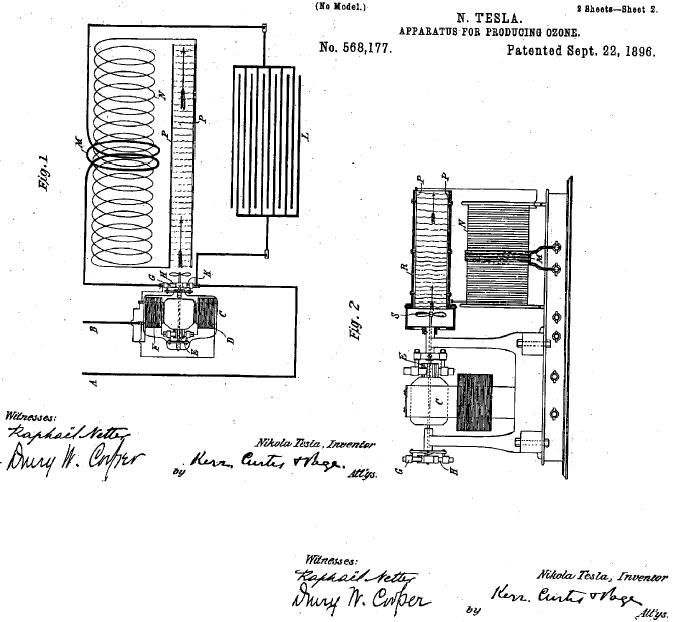 (No Model.)
2 Sheets—Sheet 2.
N. TESLA.
APPARATUS FOR PRODUCING OZONE.
No. 568,177.
Patented Sept. 22, 1896.
Fig. 1
M
N
P
P
L
G
H
K
B
F
E
D
C
A
Fig. 2
P
P
N
R
M
S
E
C
G
H
Witnesses:
Raphaël Netter
Drury W. Cooper
Nikola Tesla, Inventor
by Kerr, Curtis & Page.
Att'ys.
Witnesses:
Raphaël Netter
Drury W. Cooper
Nikola Tesla, Inventor
by Kerr, Curtis & Page
Att'ys.